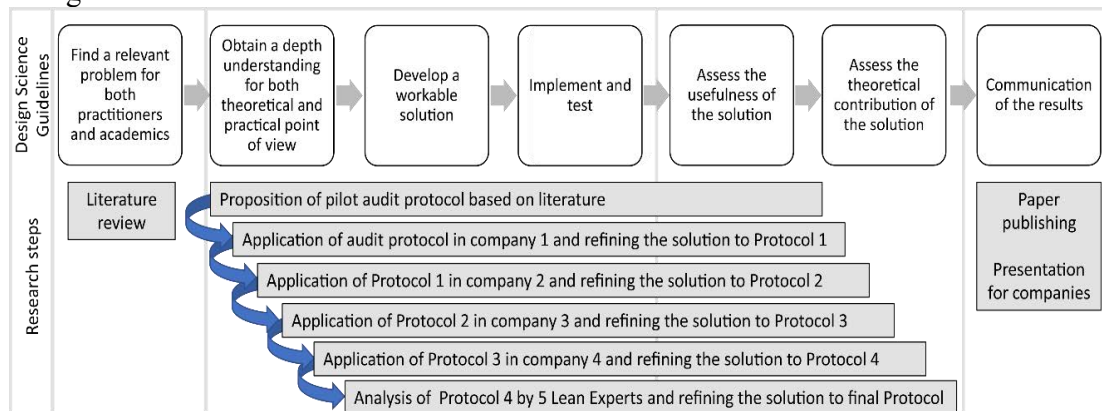 Design Science
Guidelines
Find a relevant
problem for
both
practitioners
and academics
Obtain a depth
understanding
for both
theoretical and
practical point
of view
Develop a
workable
solution
Implement and
test
Assess the
usefulness of
the solution
Assess the
theoretical
contribution of
the solution
Communication
of the results
Research steps
Literature
review
Proposition of pilot audit protocol based on literature
Application of audit protocol in company 1 and refining the solution to Protocol 1
Application of Protocol 1 in company 2 and refining the solution to Protocol 2
Application of Protocol 2 in company 3 and refining the solution to Protocol 3
Application of Protocol 3 in company 4 and refining the solution to Protocol 4
Analysis of Protocol 4 by 5 Lean Experts and refining the solution to final Protocol
Paper
publishing
Presentation
for companies